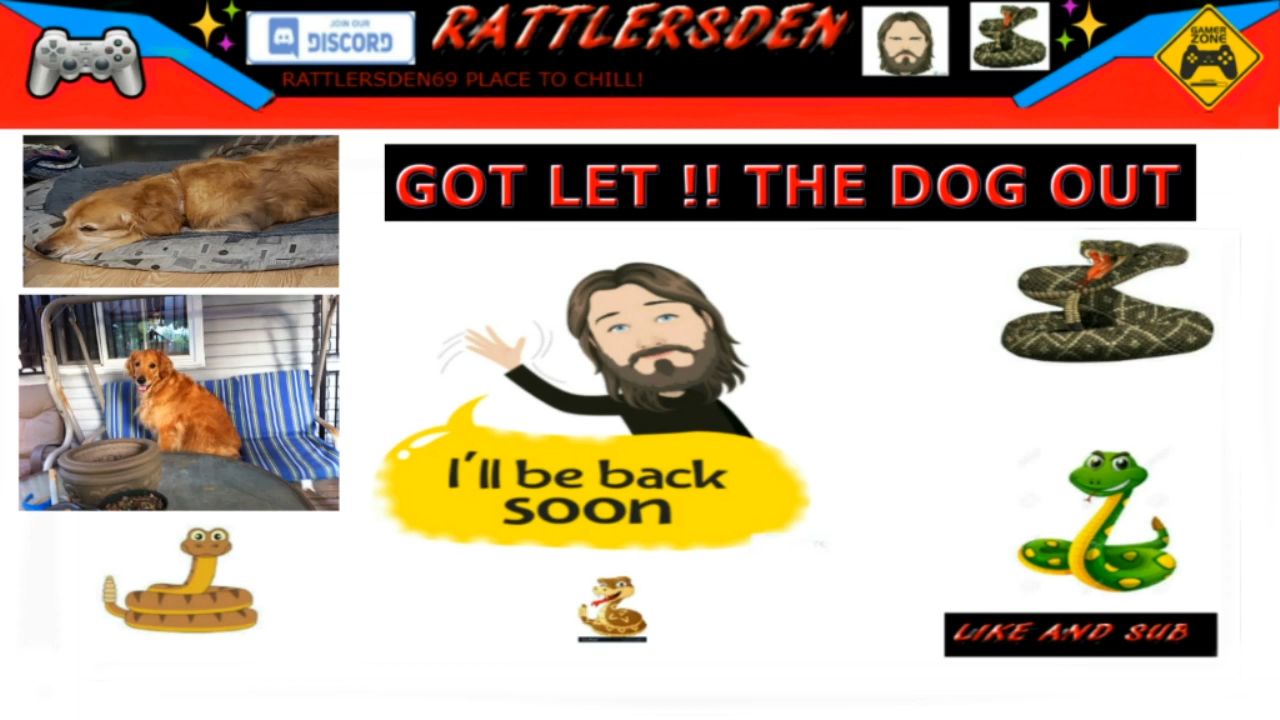 JOIN OUR
DISCORD
RATTLERSDEN
RATTLERSDEN69 PLACE TO CHILL!
GAMER
ZONE
GOT LET !! THE DOG OUT
I'll be back
soon
LIKE AND SUB